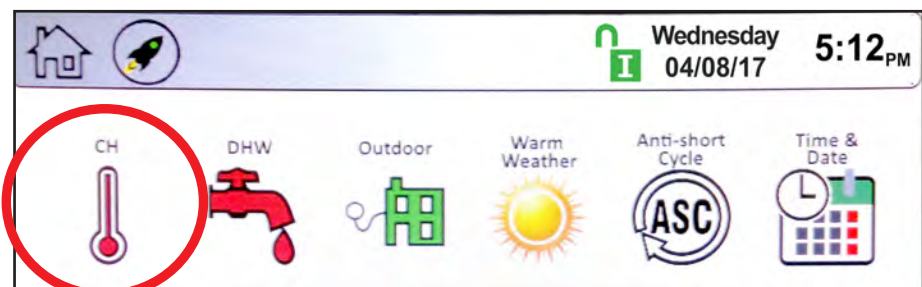 I
Wednesday
04/08/17
5:12PM
CH
DHW
Outdoor
Warm
Weather
Anti-short
Cycle
Time &
Date
ASC